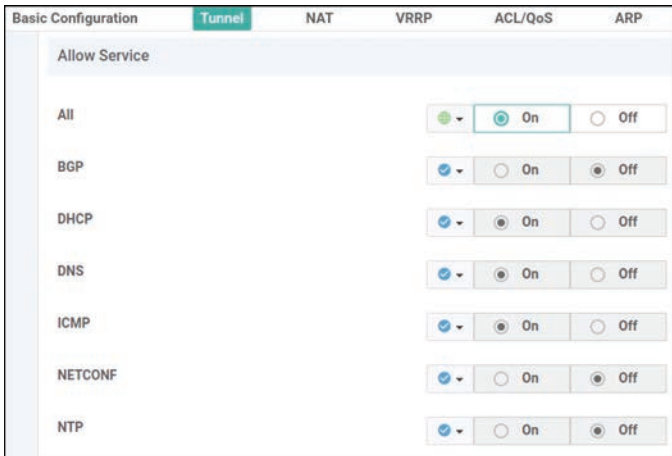 Basic Configuration Tunnel NAT VRRP ACL/QoS ARP
Allow Service
All On Off
BGP On Off
DHCP On Off
DNS On Off
ICMP On Off
NETCONF On Off
NTP On Off